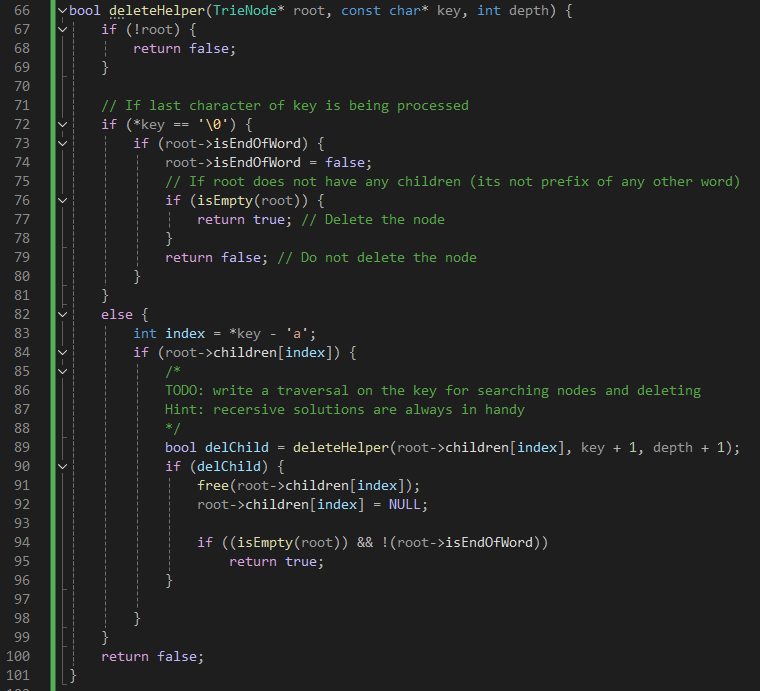 66 bool deleteHelper(TrieNode* root, const char* key, int depth) {
67     if (!root) {
68         return false;
69     }
70
71     // If last character of key is being processed
72     if (*key == '\0') {
73         if (root->isEndOfWord) {
74             root->isEndOfWord = false;
75             // If root does not have any children (its not prefix of any other word)
76             if (isEmpty(root)) {
77                 return true; // Delete the node
78             }
79             return false; // Do not delete the node
80         }
81     }
82     else {
83         int index = *key - 'a';
84         if (root->children[index]) {
85             /*
86             TODO: write a traversal on the key for searching nodes and deleting
87             Hint: recersive solutions are always in handy
88             */
89             bool delChild = deleteHelper(root->children[index], key + 1, depth + 1);
90             if (delChild) {
91                 free(root->children[index]);
92                 root->children[index] = NULL;
93
94                 if ((isEmpty(root)) && !(root->isEndOfWord))
95                     return true;
96             }
97
98         }
99     }
100     return false;
101 }